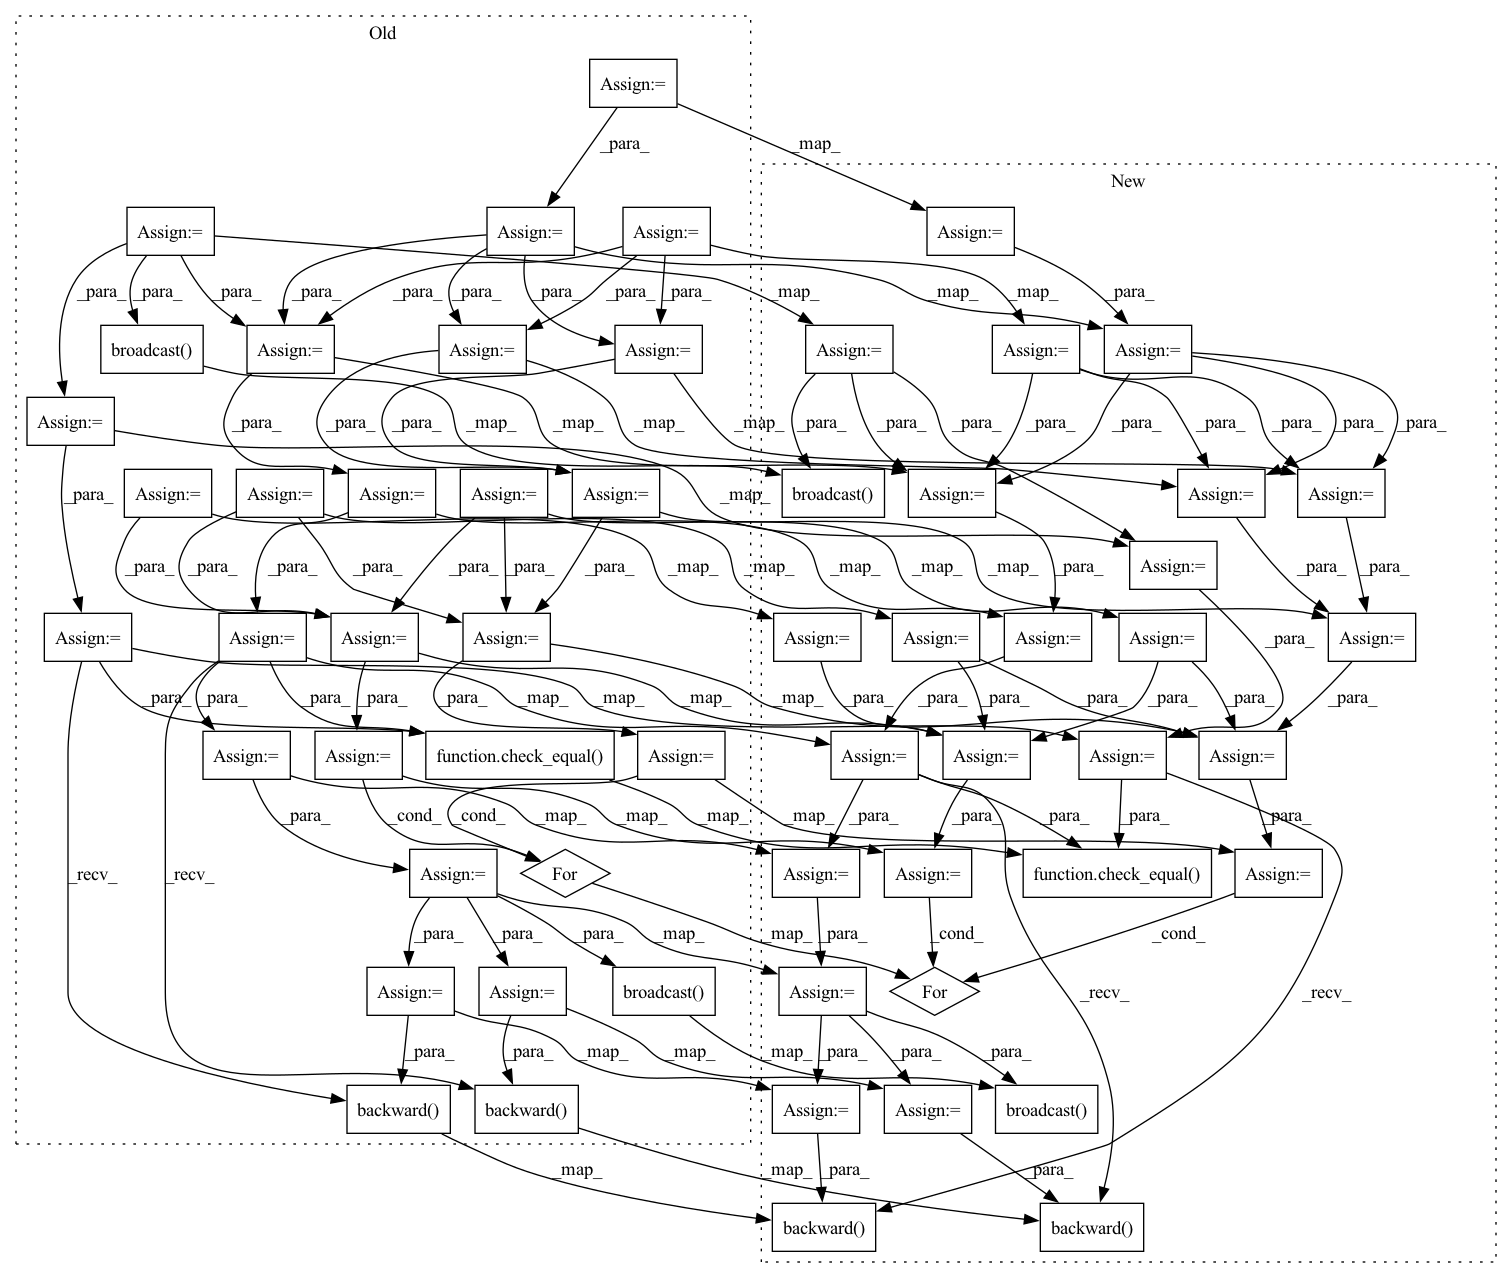 Old
Assign:=
_para_ _map_
New
Assign:= Assign:= Assign:= Assign:=
_para_ _para_ _para_ _para_ _para_ _para_ _para_ _para_ _map_ _map_ _map_ _para_
broadcast() Assign:= Assign:= Assign:= Assign:= Assign:= Assign:=
Assign:= _para_ _para_ _para_ _map_ _map_ _map_ _para_ _para_ _para_ _para_ _para_ _para_ _para_
_para_ Assign:= Assign:= Assign:= Assign:= Assign:= _map_ broadcast() Assign:= Assign:= Assign:=
_para_ _para_ _para_ _para_ _para_ _para_ _para_ _map_ _map_ _map_ _map_ _map_ _para_ Assign:= _para_ _para_
Assign:= Assign:= Assign:= Assign:= Assign:= Assign:= Assign:= Assign:= Assign:=
_para_
_para_ _para_ _para_ _para_ _para_ _map_ _map_ _map_ _map_ _para_ _para_ _para_ _para_ _para_ _para_ _para_
Assign:= Assign:= function.check_equal() Assign:= Assign:= Assign:= Assign:= Assign:=
_para_ _cond_ _cond_ _map_ _map_ _map_ _map_ _para_ _para_ _para_ _para_ _para_
_recv_ _recv_ Assign:= For Assign:= Assign:= function.check_equal() Assign:=
_para_ _para_ _para_ _map_ _map_ _para_ _cond_ _cond_
Assign:= Assign:= broadcast() Assign:= For _recv_ _recv_
_para_ _para_ _map_ _map_ _map_ _para_ _para_ _para_
backward() backward() Assign:= Assign:= broadcast()
_map_ _map_ _para_ _para_
backward() backward()